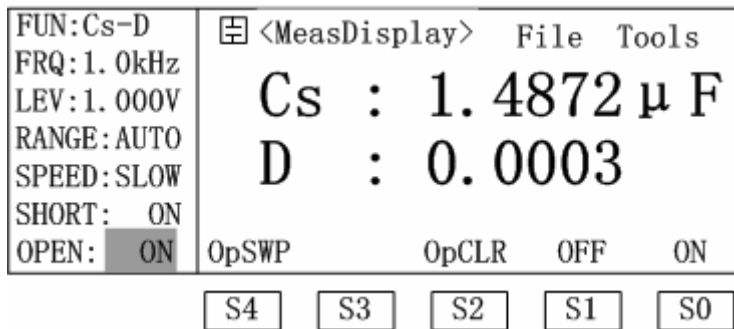 FUN:Cs-D
FRQ:1.0kHz
LEV:1.000V
RANGE:AUTO
SPEED:SLOW
SHORT: ON
OPEN: ON
<MeasDisplay> File Tools
Cs : 1.4872 μ F
D : 0.0003
OpSWP OpCLR OFF ON
S4 S3 S2 S1 S0